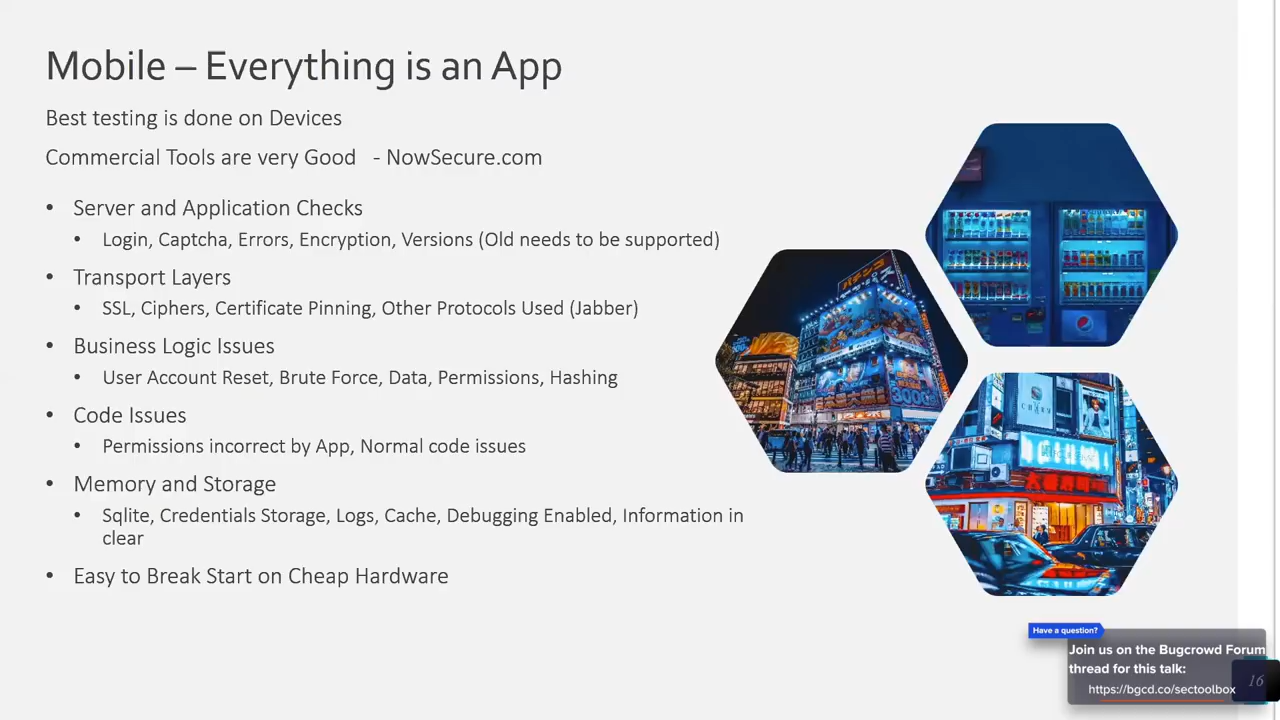 Mobile – Everything is an App
Best testing is done on Devices
Commercial Tools are very Good - NowSecure.com
• Server and Application Checks
• Login, Captcha, Errors, Encryption, Versions (Old needs to be supported)
• Transport Layers
• SSL, Ciphers, Certificate Pinning, Other Protocols Used (Jabber)
• Business Logic Issues
• User Account Reset, Brute Force, Data, Permissions, Hashing
• Code Issues
• Permissions incorrect by App, Normal code issues
• Memory and Storage
• Sqlite, Credentials Storage, Logs, Cache, Debugging Enabled, Information in
clear
• Easy to Break Start on Cheap Hardware
パチンコ
3000
Have a question?
Join us on the Bugcrowd Forum
thread for this talk:
https://bgcd.co/sectoolbox
16